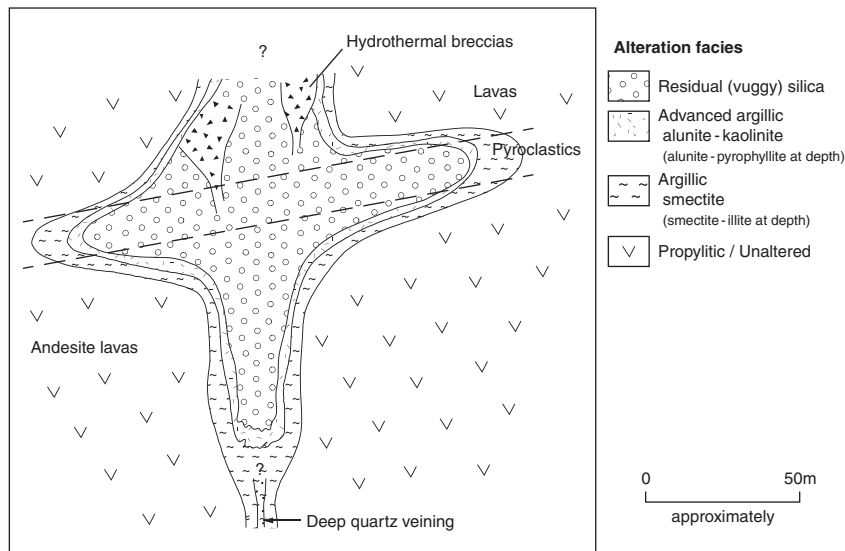 ?
Hydrothermal breccias
Lavas
Pyroclastics
Andesite lavas
?
Deep quartz veining
Alteration facies
Residual (vuggy) silica
Advanced argillic
alunite - kaolinite
(alunite - pyrophyllite at depth)
Argillic
smectite
(smectite - illite at depth)
Propylitic / Unaltered
0 50m
approximately